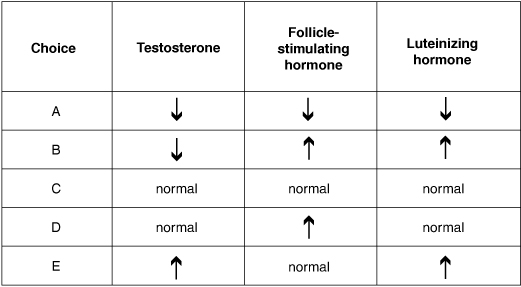 Choice Testosterone Follicle-
stimulating
hormone Luteinizing
hormone
A ↓ ↓ ↓
B ↓ ↑ ↑
C normal normal normal
D normal ↑ normal
E ↑ normal ↑